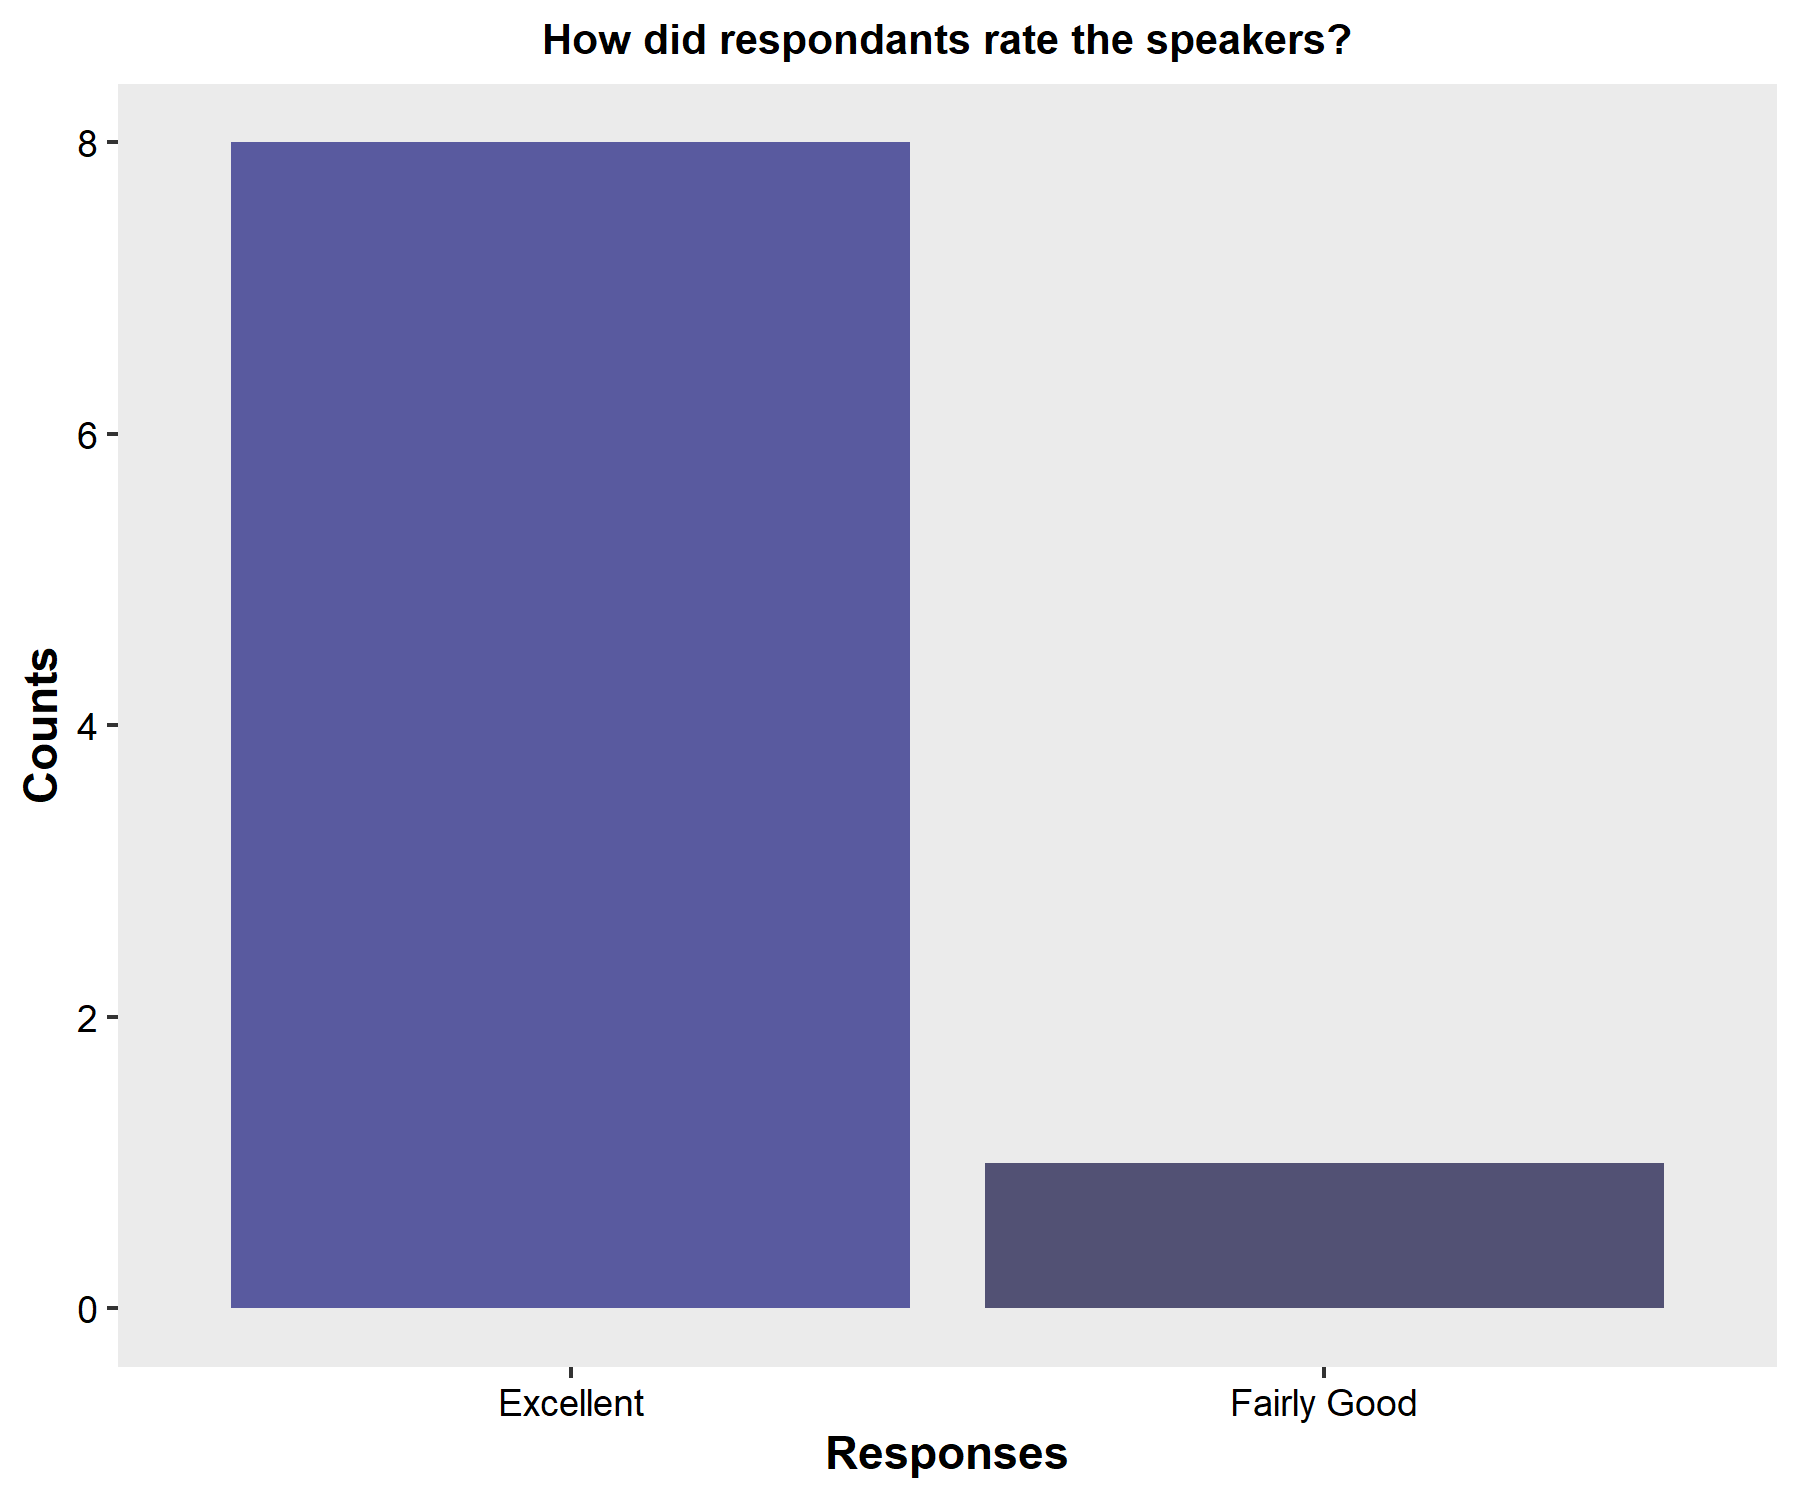 How did respondants rate the speakers?
8
6
4
2
0
Counts
Excellent
Fairly Good
Responses